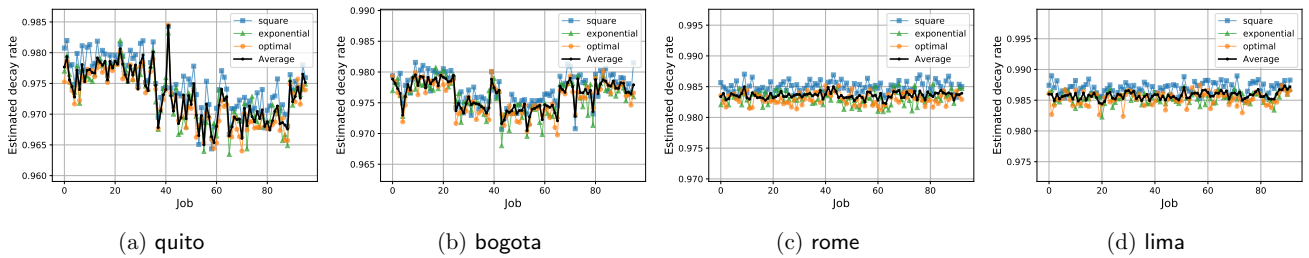 0.985
0.980
0.975
0.970
0.965
0.960
Estimated decay rate
0 20 40 60 80
Job
square
exponential
optimal
Average
(a) quito
0.990
0.985
0.980
0.975
0.970
0.965
Estimated decay rate
0 20 40 60 80
Job
square
exponential
optimal
Average
(b) bogota
0.995
0.990
0.985
0.980
0.975
0.970
Estimated decay rate
0 20 40 60 80
Job
square
exponential
optimal
Average
(c) rome
0.995
0.990
0.985
0.980
0.975
Estimated decay rate
0 20 40 60 80
Job
square
exponential
optimal
Average
(d) lima